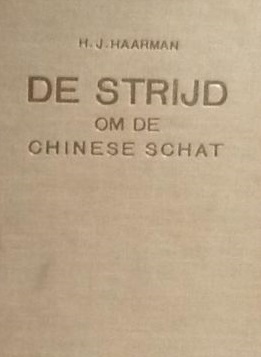 H.J. HAARMAN
DE STRIJD
OM DE
CHINESE SCHAT